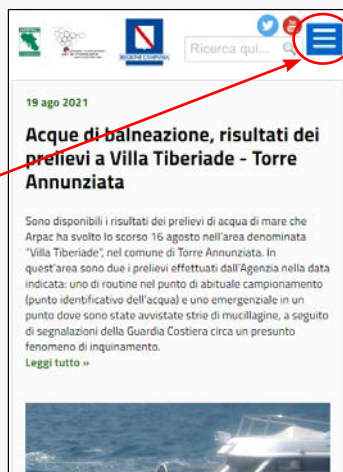 REGIONE CAMPANIA
Ricerca qui...
19 ago 2021
Acque di balneazione, risultati dei
prelievi a Villa Tiberiade - Torre
Annunziata
Sono disponibili i risultati dei prelievi di acqua di mare che
Arpac ha svolto lo scorso 16 agosto nell'area denominata
"Villa Tiberiade", nel comune di Torre Annunziata. In
quest'area sono due i prelievi effettuati dall'Agenzia nella data
indicata: uno di routine nel punto di abituale campionamento
(punto identificativo dell'acqua) e uno emergenziale in un
punto dove sono state avvistate strie di mucillagine, a seguito
di segnalazioni della Guardia Costiera circa un presunto
fenomeno di inquinamento.
Leggi tutto »